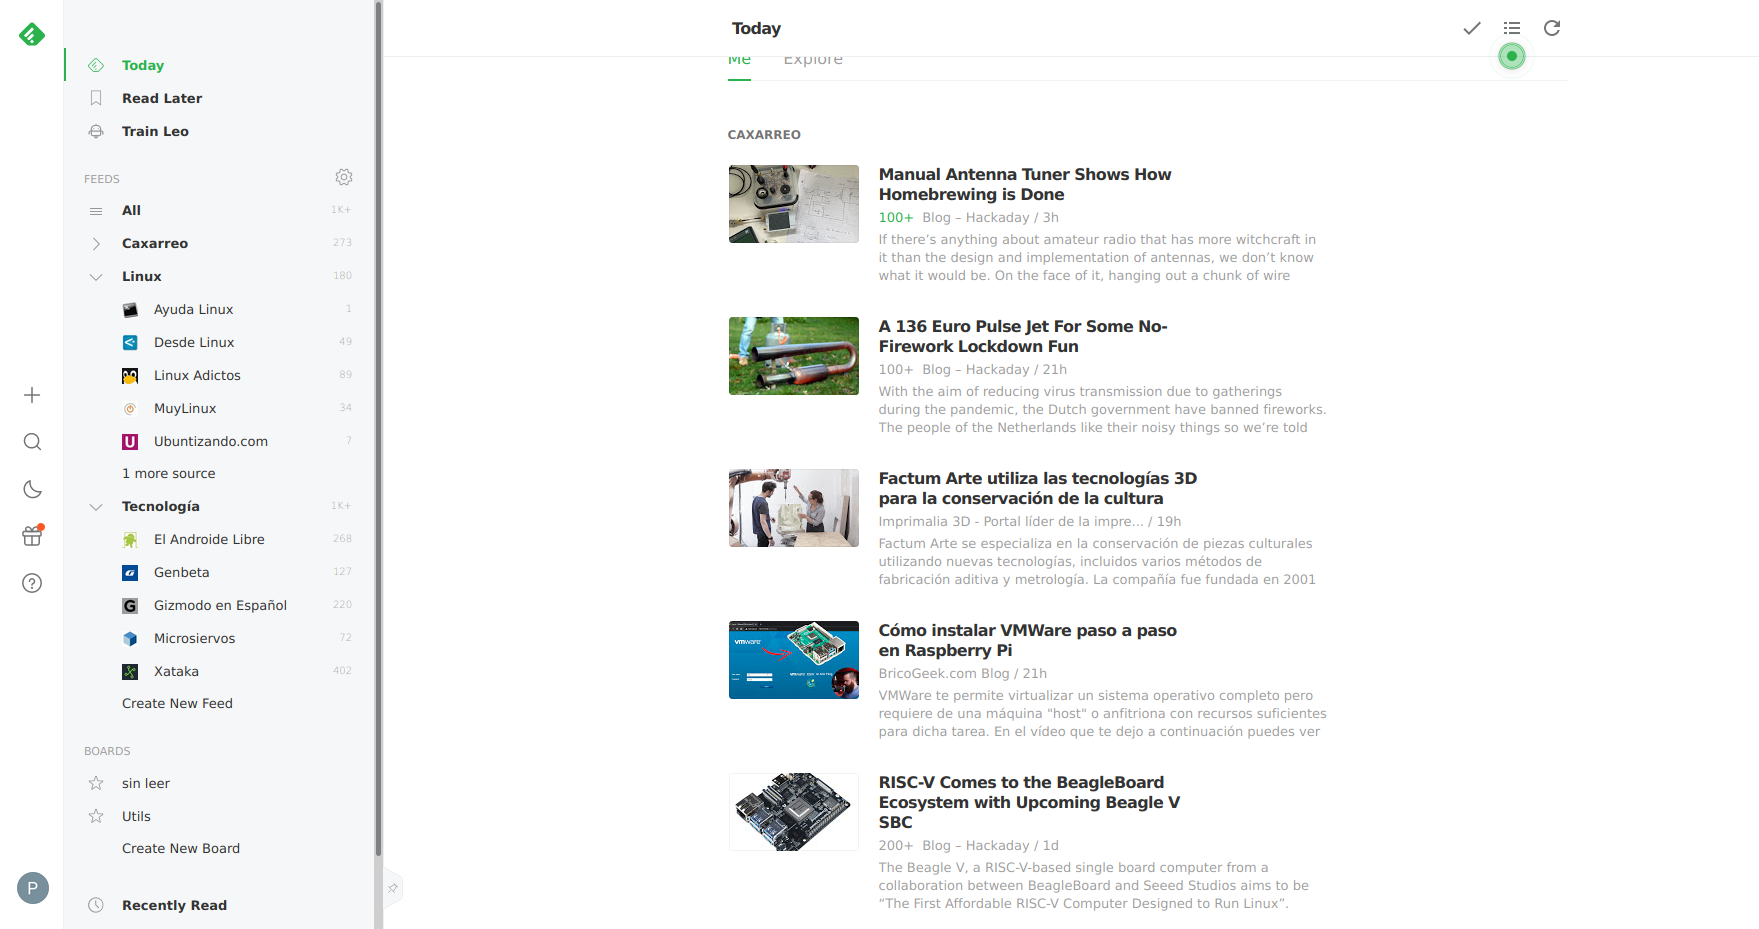 Today
Read Later
Train Leo
FEEDS
All 1K+
Caxarreo 273
Linux 180
Ayuda Linux 1
Desde Linux 49
Linux Adictos 89
MuyLinux 34
Ubuntizando.com 7
1 more source
Tecnología 1K+
El Androide Libre 268
Genbeta 127
Gizmodo en Español 220
Microsiervos 72
Xataka 402
Create New Feed
BOARDS
sin leer
Utils
Create New Board
Recently Read
P
Today
Me Explore
CAXARREO
Manual Antenna Tuner Shows How
Homebrewing is Done
100+ Blog – Hackaday / 3h
If there’s anything about amateur radio that has more witchcraft in
it than the design and implementation of antennas, we don’t know
what it would be. On the face of it, hanging out a chunk of wire
A 136 Euro Pulse Jet For Some No-
Firework Lockdown Fun
100+ Blog – Hackaday / 21h
With the aim of reducing virus transmission due to gatherings
during the pandemic, the Dutch government have banned fireworks.
The people of the Netherlands like their noisy things so we’re told
Factum Arte utiliza las tecnologías 3D
para la conservación de la cultura
Imprimalia 3D - Portal líder de la impre... / 19h
Factum Arte se especializa en la conservación de piezas culturales
utilizando nuevas tecnologías, incluidos varios métodos de
fabricación aditiva y metrología. La compañía fue fundada en 2001
vmware
Cómo instalar VMWare paso a paso
en Raspberry Pi
BricoGeek.com Blog / 21h
VMWare te permite virtualizar un sistema operativo completo pero
requiere de una máquina "host" o anfitriona con recursos suficientes
para dicha tarea. En el vídeo que te dejo a continuación puedes ver
RISC-V Comes to the BeagleBoard
Ecosystem with Upcoming Beagle V
SBC
200+ Blog – Hackaday / 1d
The Beagle V, a RISC-V-based single board computer from a
collaboration between BeagleBoard and Seeed Studios aims to be
“The First Affordable RISC-V Computer Designed to Run Linux”.